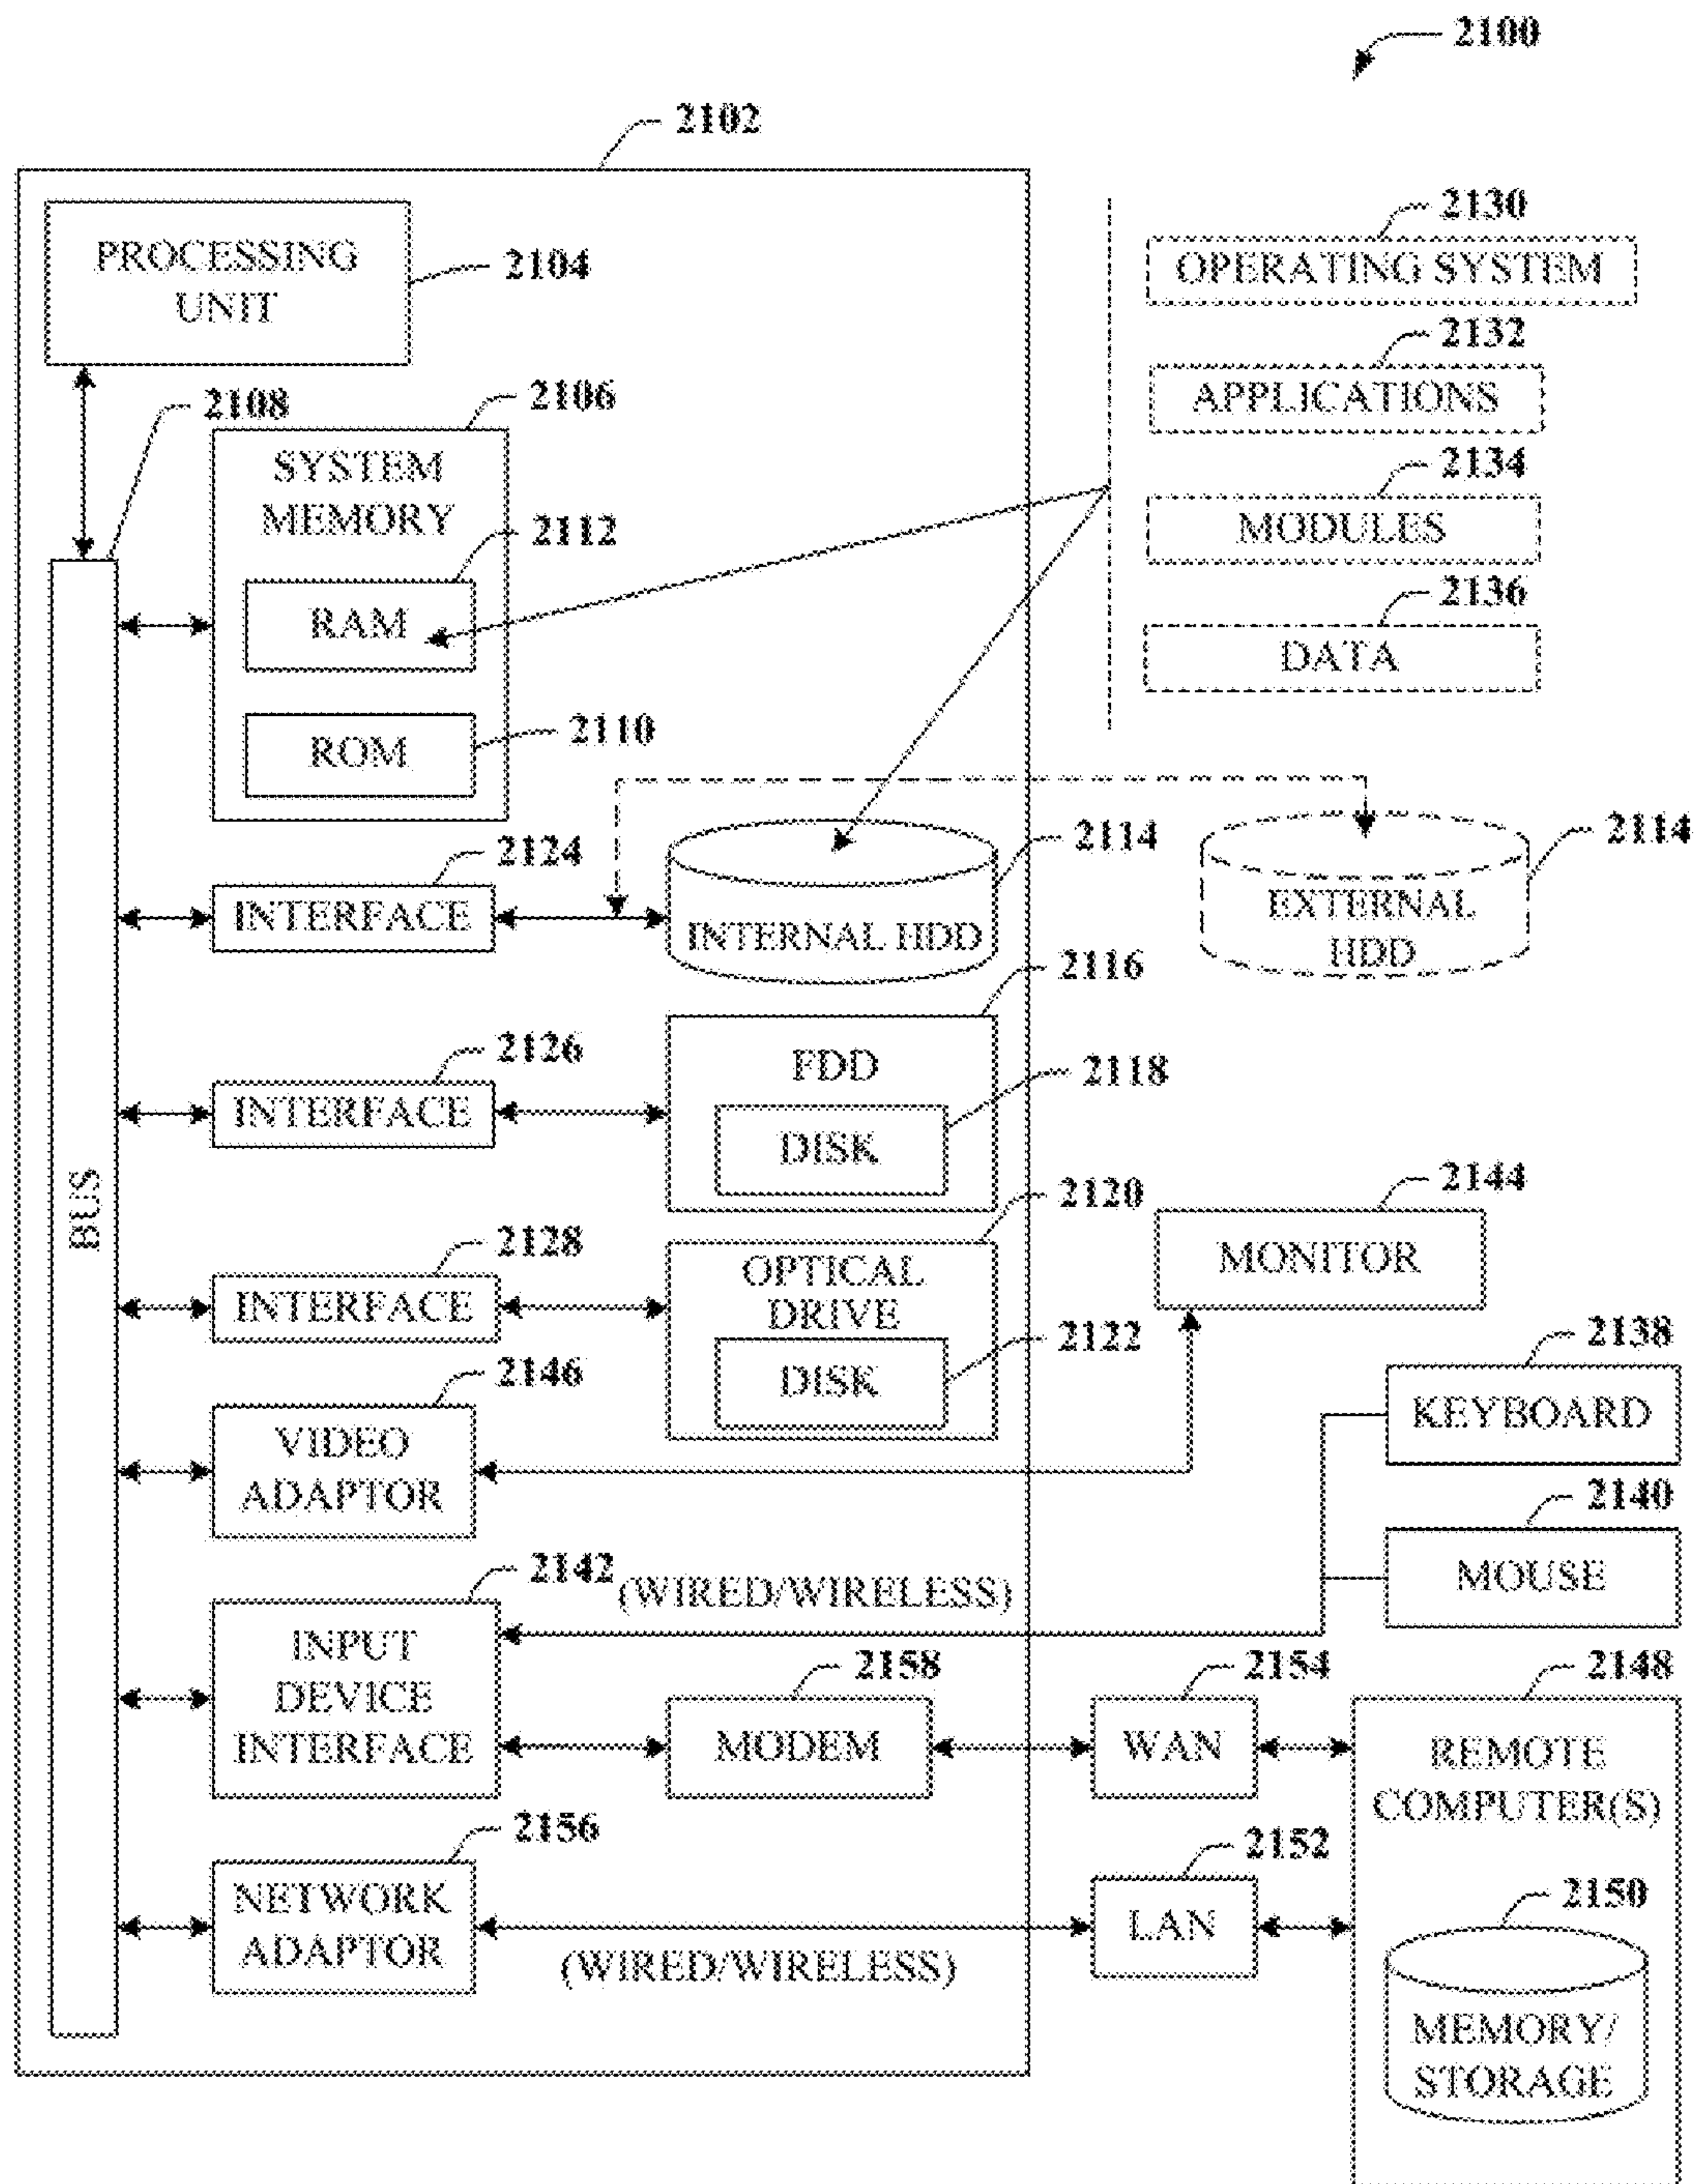 2100
2102
PROCESSING
UNIT
2104
2130
OPERATING SYSTEM
2132
APPLICATIONS
2134
MODULES
2136
DATA
2108
2106
SYSTEM
MEMORY
2112
RAM
2110
ROM
2124
INTERFACE
2114
INTERNAL HDD
2114
EXTERNAL
HDD
2126
INTERFACE
2116
FDD
2118
DISK
BUS
2128
INTERFACE
2120
OPTICAL
DRIVE
2122
DISK
2144
MONITOR
2146
VIDEO
ADAPTOR
2138
KEYBOARD
2140
MOUSE
2142
(WIRED/WIRELESS)
INPUT
DEVICE
INTERFACE
2158
MODEM
2154
WAN
2148
REMOTE
COMPUTER(S)
2156
NETWORK
ADAPTOR
(WIRED/WIRELESS)
2152
LAN
2150
MEMORY/
STORAGE